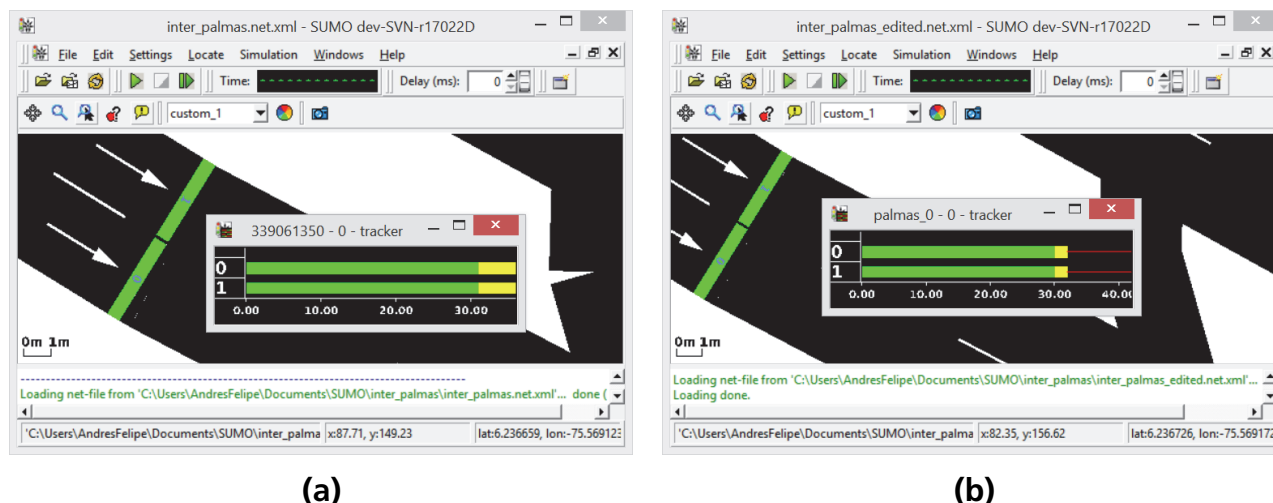 inter_palmas.net.xml - SUMO dev-SVN-r17022D
File Edit Settings Locate Simulation Windows Help
Time: Delay (ms): 0
custom_1
339061350 - 0 - tracker
0
1
0.00 10.00 20.00 30.00
0m 1m
Loading net-file from 'C:\Users\AndresFelipe\Documents\SUMO\inter_palmas\inter_palmas.net.xml'... done (
'C:\Users\AndresFelipe\Documents\SUMO\inter_palma x:87.71, y:149.23 lat:6.236659, lon:-75.569123
(a)
inter_palmas_edited.net.xml - SUMO dev-SVN-r17022D
File Edit Settings Locate Simulation Windows Help
Time: Delay (ms): 0
custom_1
palmas_0 - 0 - tracker
0
1
0.00 10.00 20.00 30.00 40.0
0m 1m
Loading net-file from 'C:\Users\AndresFelipe\Documents\SUMO\inter_palmas\inter_palmas_edited.net.xml'...
Loading done.
'C:\Users\AndresFelipe\Documents\SUMO\inter_palma x:82.35, y:156.62 lat:6.236726, lon:-75.569172
(b)